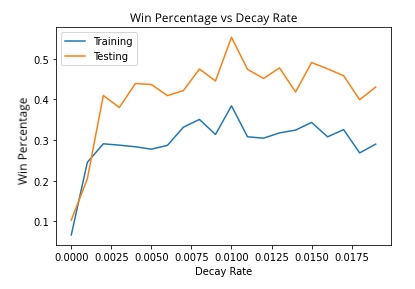 Win Percentage vs Decay Rate
Training
Testing
Win Percentage
0.5
0.4
0.3
0.2
0.1
0.0000 0.0025 0.0050 0.0075 0.0100 0.0125 0.0150 0.0175
Decay Rate